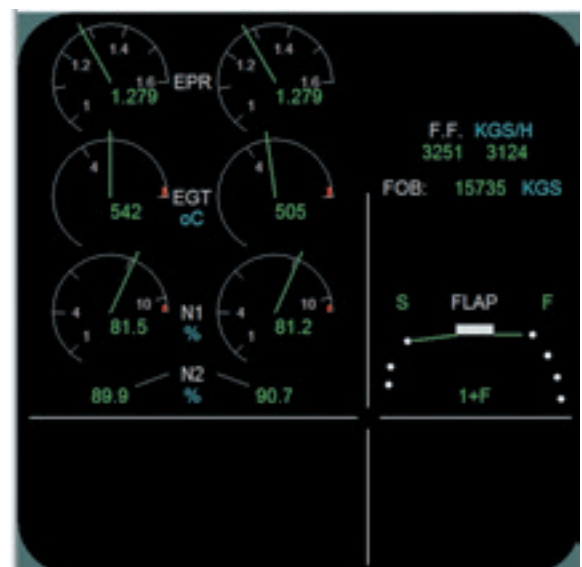 1.2 1.4 1.6 1 EPR 1.2 1.4 1.6 1
1.279 1.279
F.F. KGS/H
3251 3124
4 EGT 4
542 °C 505
FOB: 15735 KGS
4 10 1 N1 4 10 1
81.5 % 81.2
S FLAP F
N2
89.9 % 90.7
1+F